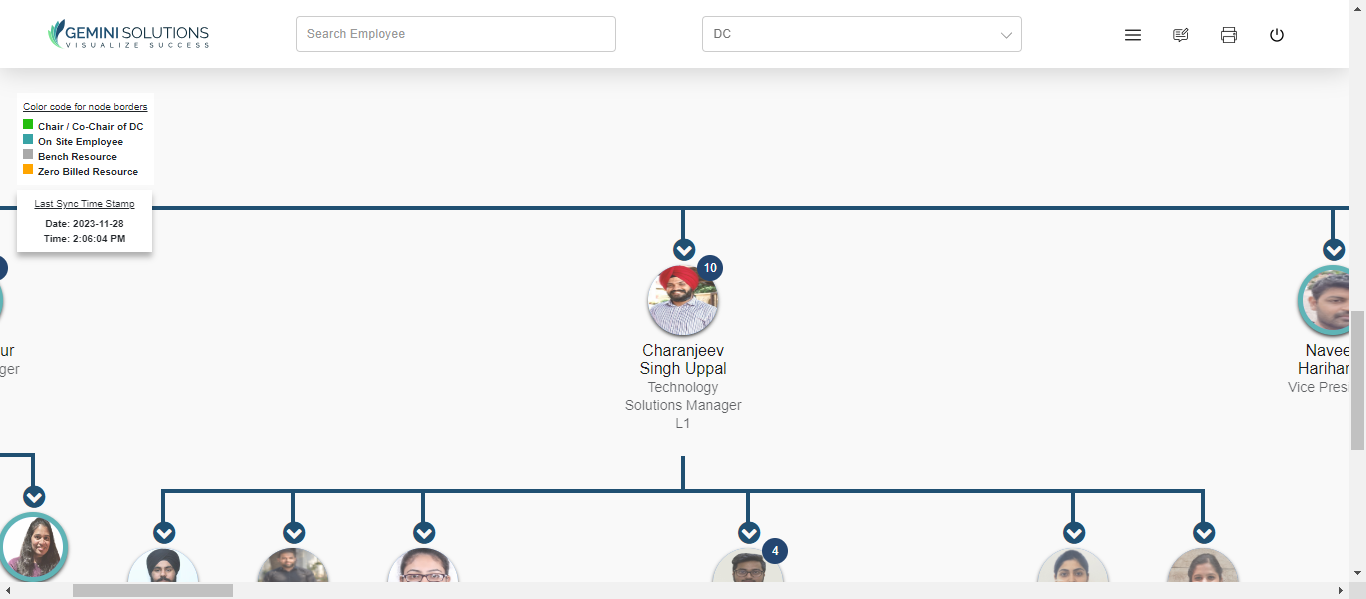 GEMINI SOLUTIONS
VISUALIZE SUCCESS
Search Employee
DC
Color code for node borders
Chair / Co-Chair of DC
On Site Employee
Bench Resource
Zero Billed Resource
Last Sync Time Stamp
Date: 2023-11-28
Time: 2:06:04 PM
ur
ger
10
Charanjeev
Singh Uppal
Technology
Solutions Manager
L1
Navee
Harihar
Vice Pres
4